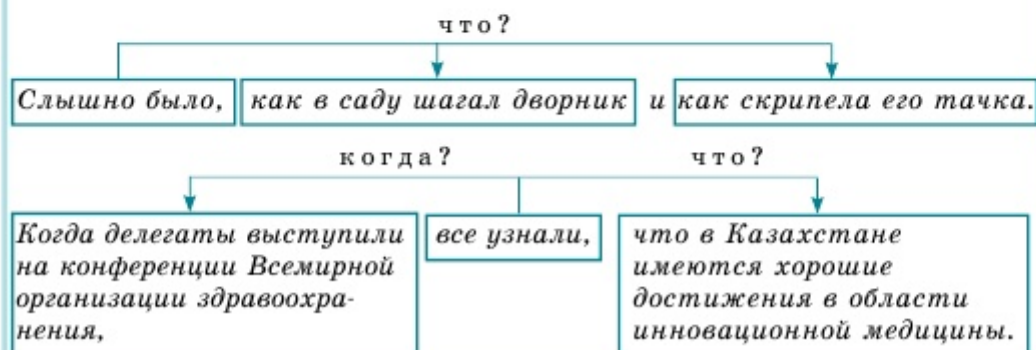 что?
Слышно было, как в саду шагал дворник и как скрипела его тачка.
когда? что?
Когда делегаты выступили
на конференции Всемирной
организации здравоохра-
нения,
все узнали,
что в Казахстане
имеются хорошие
достижения в области
инновационной медицины.